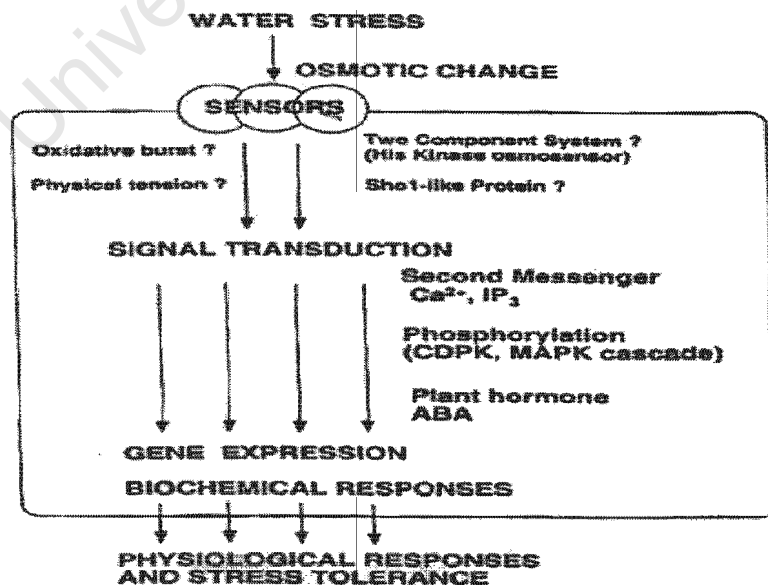 Unive
WATER STRESS
OSMOTIC CHANGE
SENSORS
Oxidative burst ?
Two Component System ?
(His Kinase osmosensor)
Physical tension ?
Sho1-like Protein ?
SIGNAL TRANSDUCTION
Second Messenger
Ca²⁺, IP₃
Phosphorylation
(CDPK, MAPK cascade)
Plant hormone
ABA
GENE EXPRESSION
BIOCHEMICAL RESPONSES
PHYSIOLOGICAL RESPONSES
AND STRESS TOLERANCE